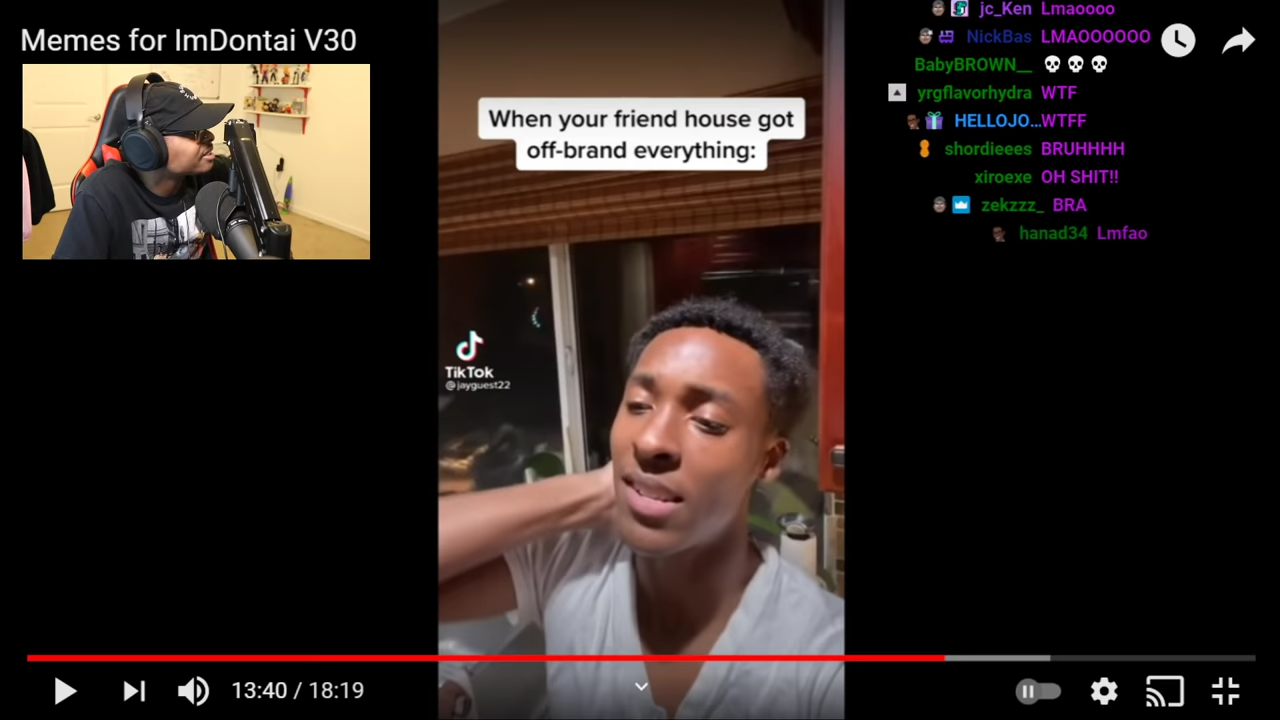 Memes for ImDontai V30
When your friend house got
off-brand everything:
TikTok
@jayguest22
jc_Ken Lmaoooo
NickBas LMAOOOOOO
BabyBROWN__ 💀💀💀
yrgflavorhydra WTF
HELLOJO...WTFF
shordieees BRUHHHH
xiroexe OH SHIT!!
zekzzz_ BRA
hanad34 Lmfao
13:40 / 18:19